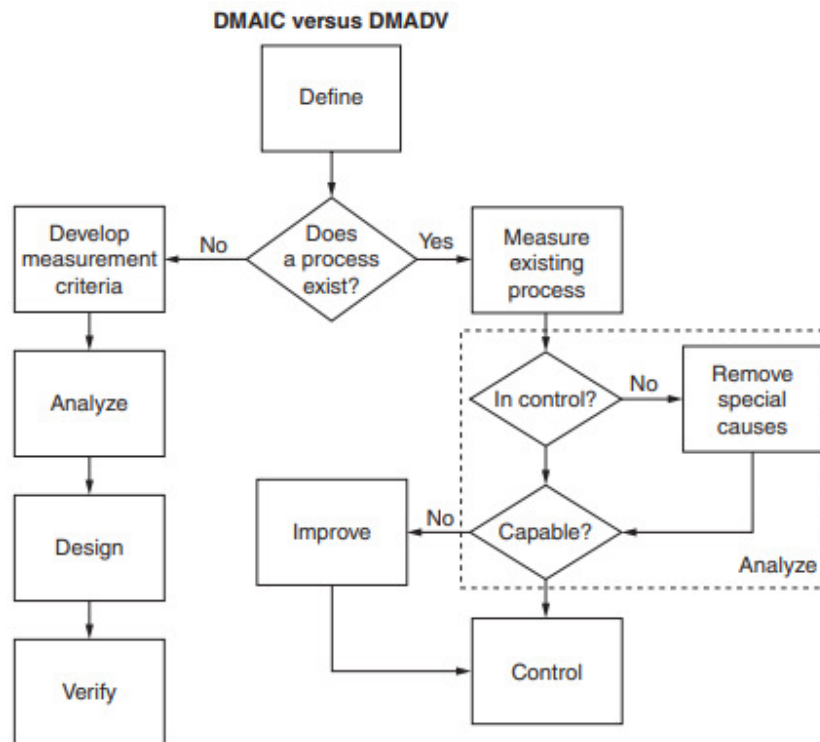 DMAIC versus DMADV
Define
Does
a process
exist?
No
Yes
Develop
measurement
criteria
Measure
existing
process
Analyze
In control?
No
Remove
special
causes
Design
Improve
No
Capable?
Analyze
Verify
Control